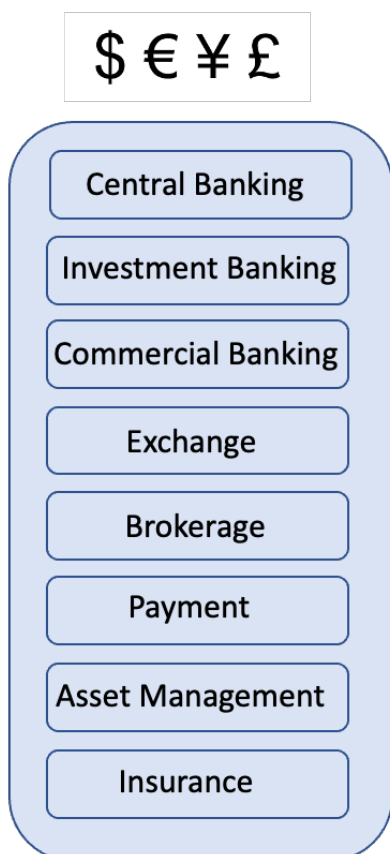 $ € ¥ £
Central Banking
Investment Banking
Commercial Banking
Exchange
Brokerage
Payment
Asset Management
Insurance